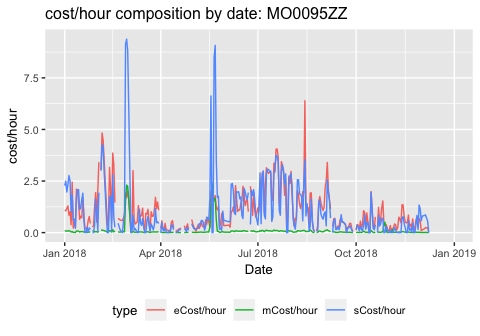 cost/hour composition by date: MO0095ZZ
cost/hour
7.5
5.0
2.5
0.0
Jan 2018 Apr 2018 Jul 2018 Oct 2018 Jan 2019
Date
type eCost/hour mCost/hour sCost/hour